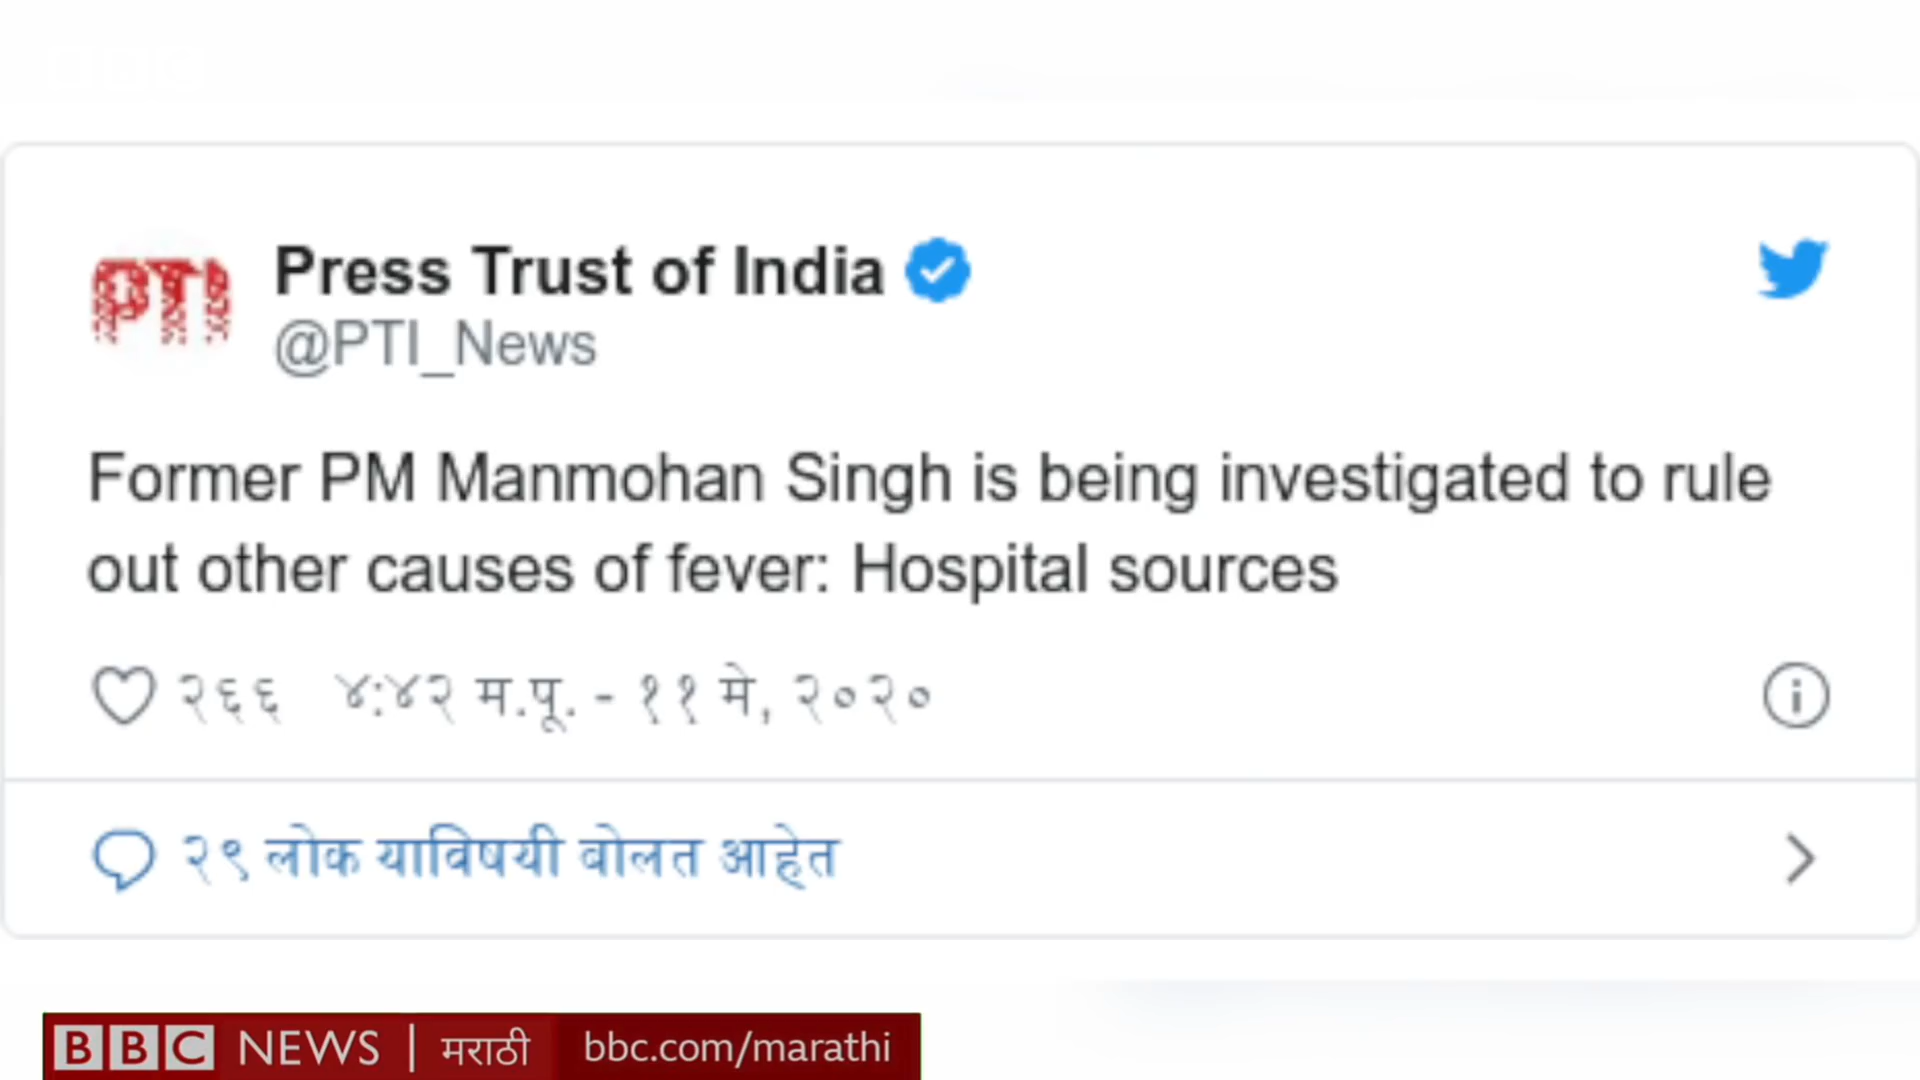 PTI
Press Trust of India
@PTI_News
Former PM Manmohan Singh is being investigated to rule
out other causes of fever: Hospital sources
२६६ ४:४२ म.पू. - ११ मे, २०२०
२९ लोक याविषयी बोलत आहेत
BBC NEWS | मराठी bbc.com/marathi